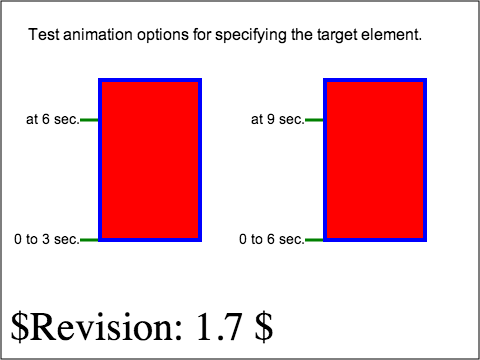 Test animation options for specifying the target element.
at 6 sec.
at 9 sec.
0 to 3 sec.
0 to 6 sec.
$Revision: 1.7 $